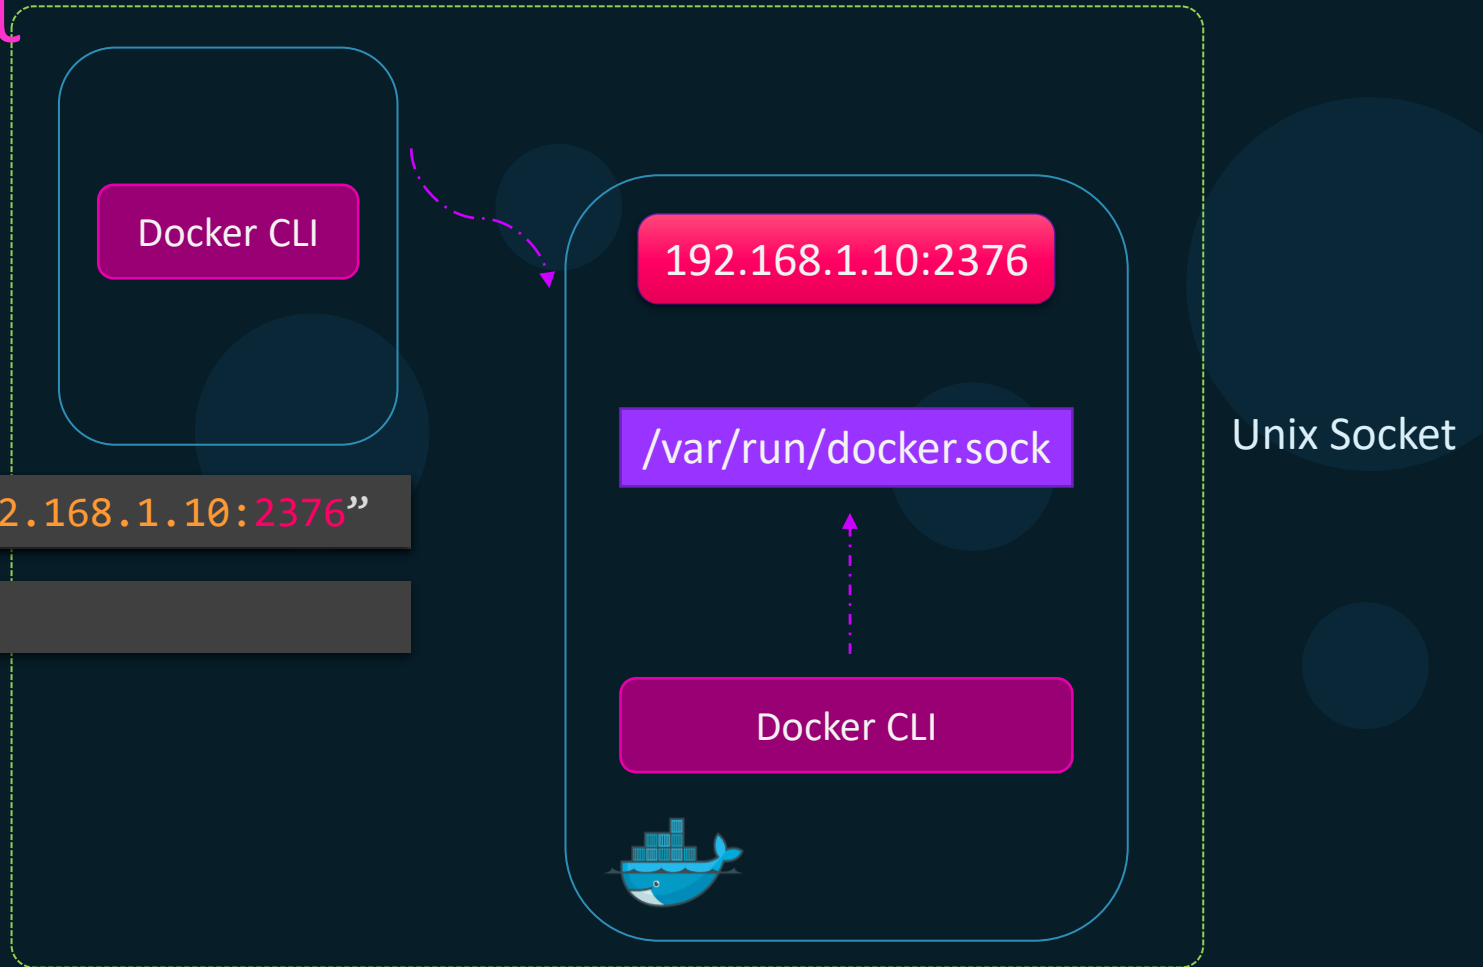 Docker CLI
192.168.1.10:2376
/var/run/docker.sock
Unix Socket
2.168.1.10:2376”
Docker CLI